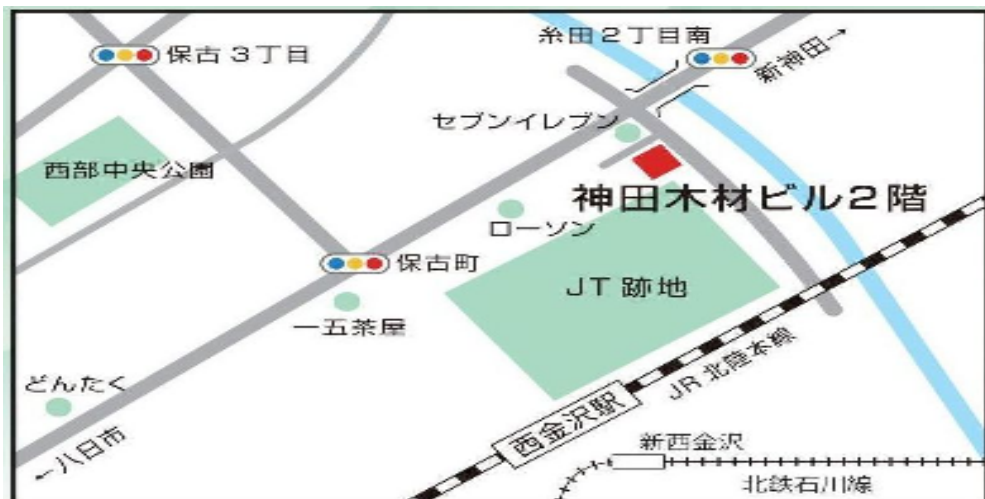 糸田2丁目南
保古3丁目
新神田→
セブンイレブン
西部中央公園
神田木材ビル2階
ローソン
保古町
JT跡地
一五茶屋
JR北陸本線
どんたく
西金沢駅
←八日市
新西金沢
北鉄石川線